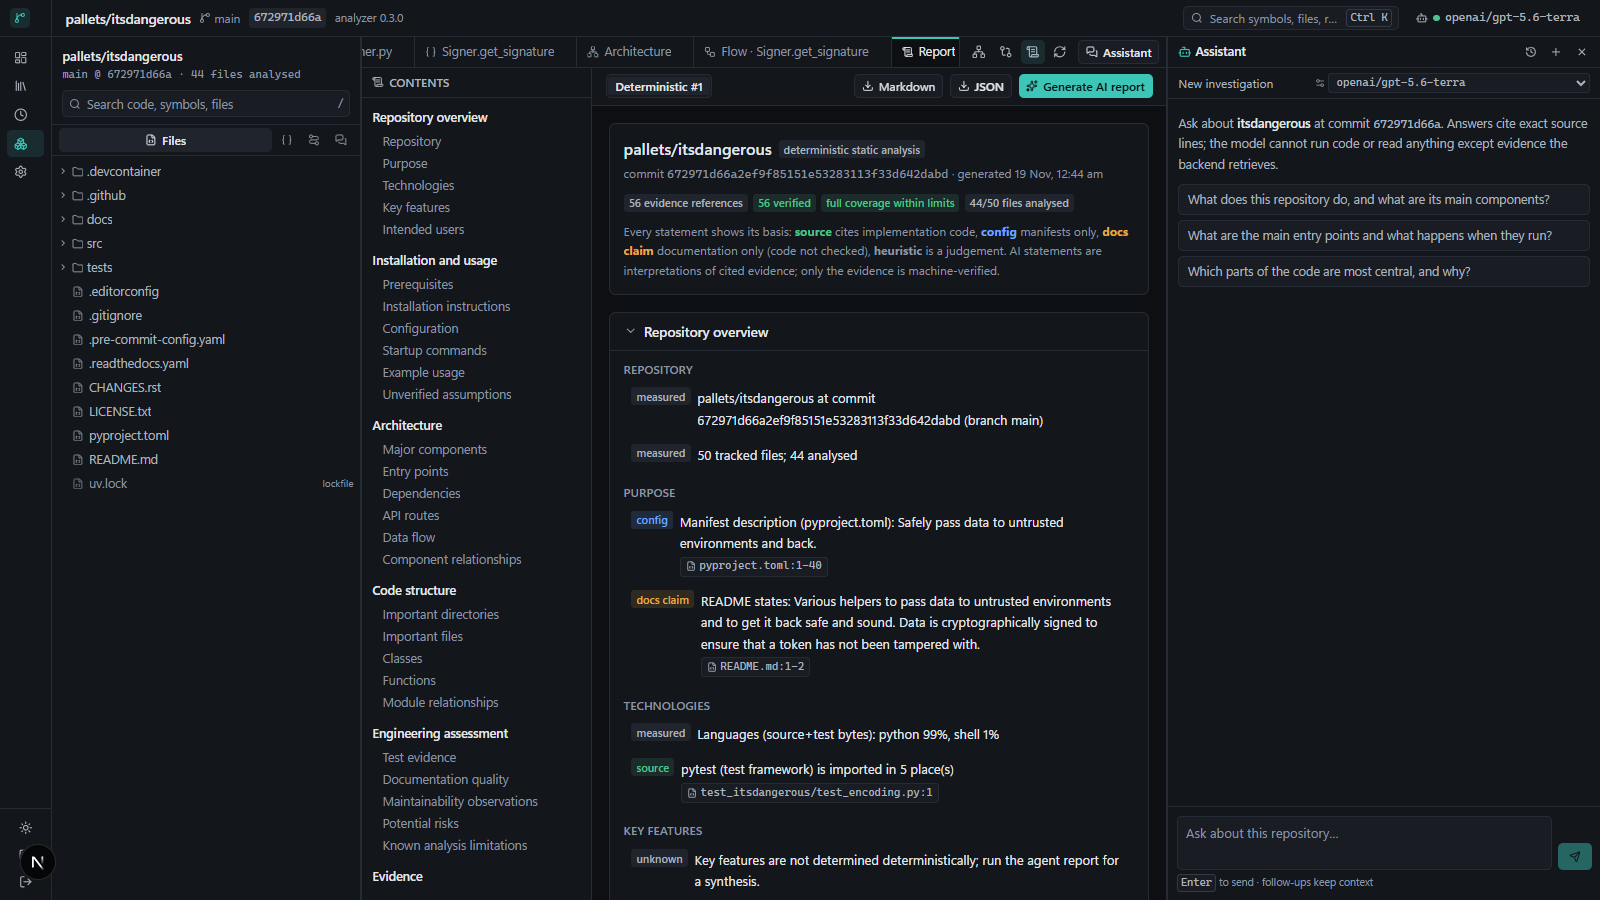 pallets/itsdangerous main 672971d66a analyzer 0.3.0
Search symbols, files, r... Ctrl K openai/gpt-5.6-terra
pallets/itsdangerous
main @ 672971d66a · 44 files analysed
Search code, symbols, files /
Files
.devcontainer
.github
docs
src
tests
.editorconfig
.gitignore
.pre-commit-config.yaml
.readthedocs.yaml
CHANGES.rst
LICENSE.txt
pyproject.toml
README.md
uv.lock lockfile
N
ner.py Signer.get_signature Architecture Flow · Signer.get_signature Report Assistant
CONTENTS
Repository overview
Repository
Purpose
Technologies
Key features
Intended users
Installation and usage
Prerequisites
Installation instructions
Configuration
Startup commands
Example usage
Unverified assumptions
Architecture
Major components
Entry points
Dependencies
API routes
Data flow
Component relationships
Code structure
Important directories
Important files
Classes
Functions
Module relationships
Engineering assessment
Test evidence
Documentation quality
Maintainability observations
Potential risks
Known analysis limitations
Evidence
Deterministic #1 Markdown JSON Generate AI report
pallets/itsdangerous deterministic static analysis
commit 672971d66a2ef9f85151e53283113f33d642dabd · generated 19 Nov, 12:44 am
56 evidence references 56 verified full coverage within limits 44/50 files analysed
Every statement shows its basis: source cites implementation code, config manifests only, docs
claim documentation only (code not checked), heuristic is a judgement. AI statements are
interpretations of cited evidence; only the evidence is machine-verified.
Repository overview
REPOSITORY
measured pallets/itsdangerous at commit
672971d66a2ef9f85151e53283113f33d642dabd (branch main)
measured 50 tracked files; 44 analysed
PURPOSE
config Manifest description (pyproject.toml): Safely pass data to untrusted
environments and back.
pyproject.toml:1-40
docs claim README states: Various helpers to pass data to untrusted environments
and to get it back safe and sound. Data is cryptographically signed to
ensure that a token has not been tampered with.
README.md:1-2
TECHNOLOGIES
measured Languages (source+test bytes): python 99%, shell 1%
source pytest (test framework) is imported in 5 place(s)
test_itsdangerous/test_encoding.py:1
KEY FEATURES
unknown Key features are not determined deterministically; run the agent report for
a synthesis.
Assistant
New investigation openai/gpt-5.6-terra
Ask about itsdangerous at commit 672971d66a. Answers cite exact source
lines; the model cannot run code or read anything except evidence the
backend retrieves.
What does this repository do, and what are its main components?
What are the main entry points and what happens when they run?
Which parts of the code are most central, and why?
Ask about this repository...
Enter to send · follow-ups keep context